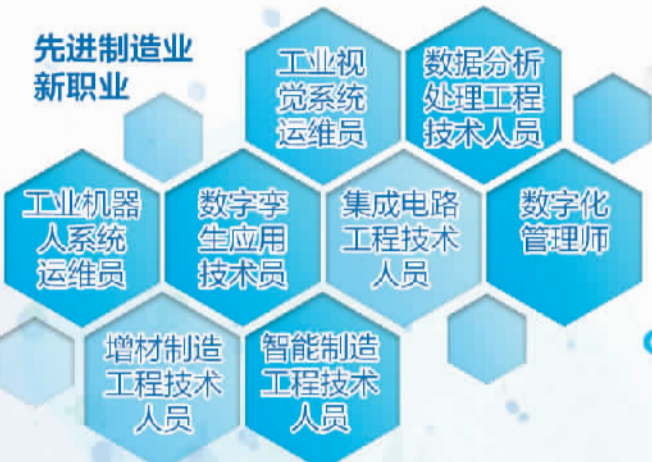 先进制造业
新职业
工业视
觉系统
运维员
数据分析
处理工程
技术人员
工业机器
人系统
运维员
数字孪
生应用
技术员
集成电路
工程技术
人员
数字化
管理师
增材制造
工程技术
人员
智能制造
工程技术
人员